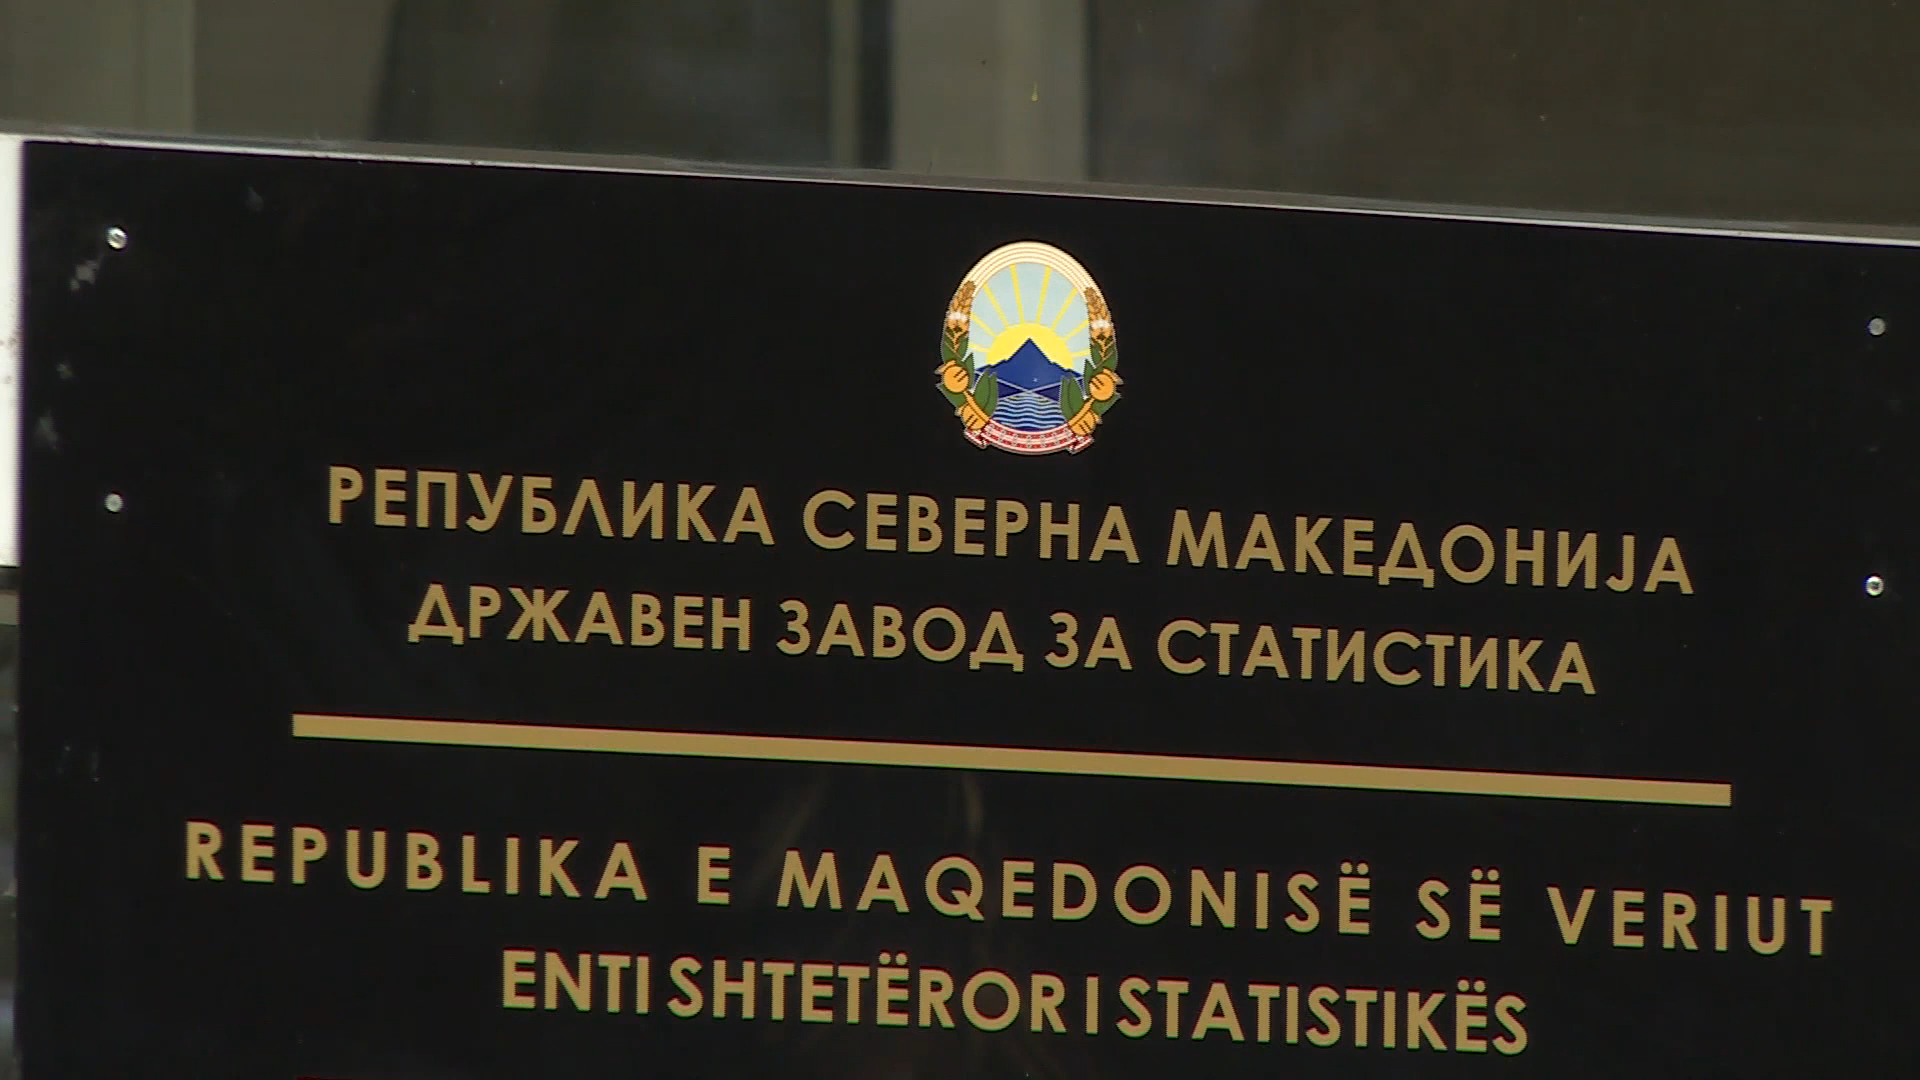 РЕПУБЛИКА СЕВЕРНА МАКЕДОНИЈА
ДРЖАВЕН ЗАВОД ЗА СТАТИСТИКА
REPUBLIKA E MAQEDONISË SË VERIUT
ENTI SHTETËROR I STATISTIKËS